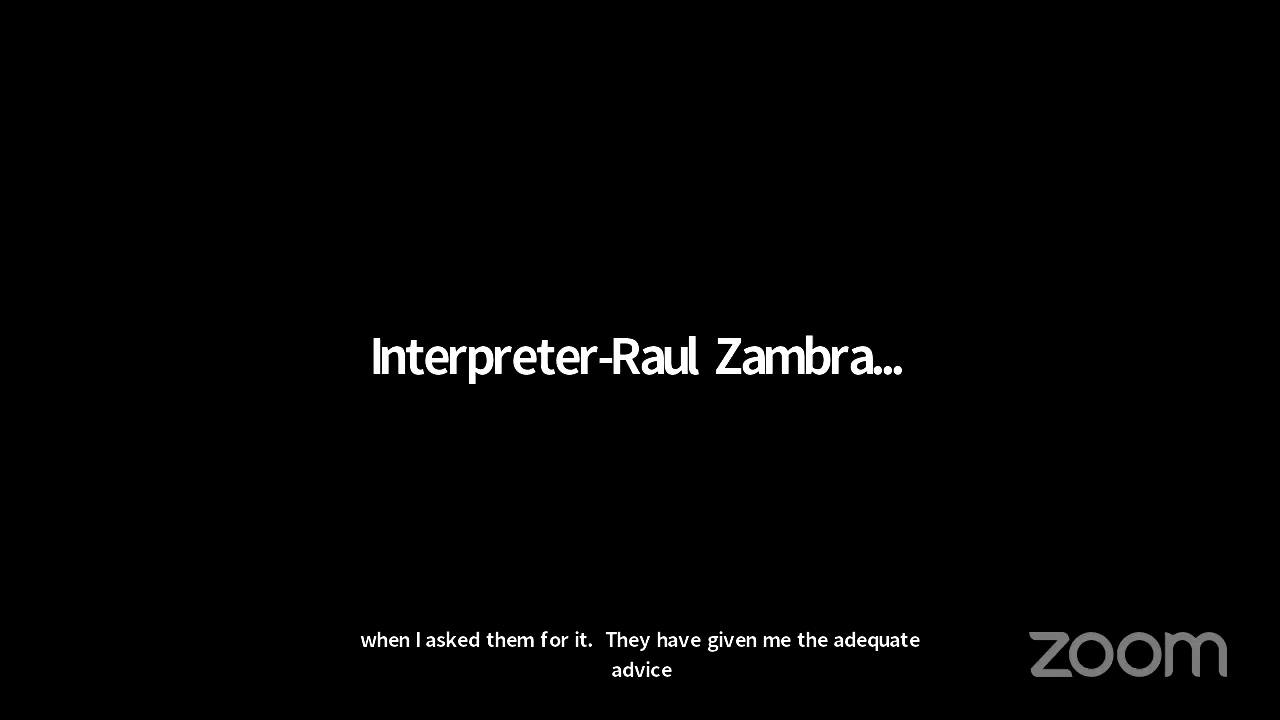 Interpreter-Raul Zambra...
when I asked them for it. They have given me the adequate
advice
zoom